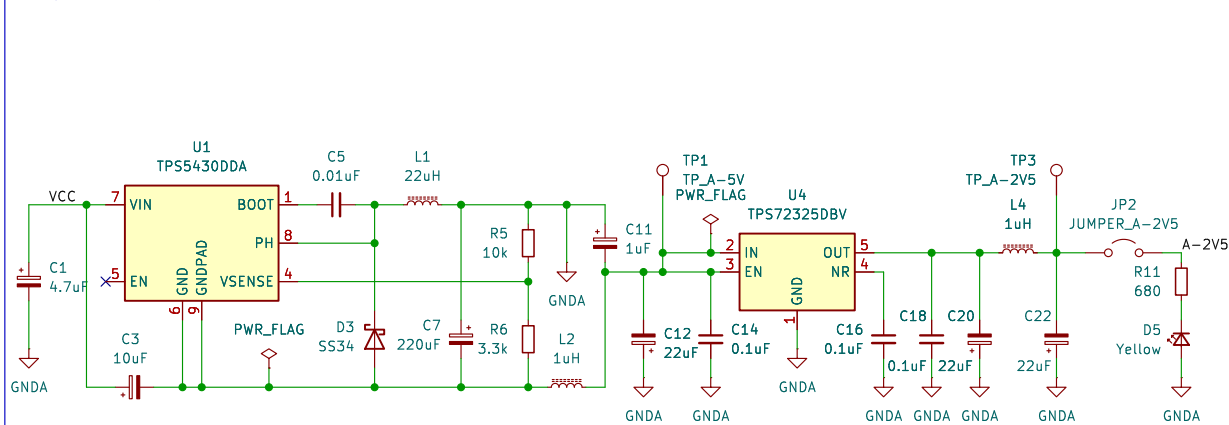 U1
TPS5430DDA
VCC
7
VIN
BOOT
1
PH
8
5
EN
VSENSE
4
GND
GNDPAD
6
9
C1
4.7uF
GNDA
C3
10uF
PWR_FLAG
C5
0.01uF
L1
22uH
D3
SS34
C7
220uF
R5
10k
R6
3.3k
GNDA
L2
1uH
C11
1uF
TP1
TP_A-5V
PWR_FLAG
U4
TPS72325DBV
2
IN
OUT
5
3
EN
NR
4
GND
1
GNDA
C12
22uF
GNDA
C14
0.1uF
GNDA
C16
0.1uF
GNDA
C18
0.1uF
GNDA
C20
22uF
GNDA
TP3
TP_A-2V5
L4
1uH
C22
22uF
GNDA
JP2
JUMPER_A-2V5
A-2V5
R11
680
D5
Yellow
GNDA